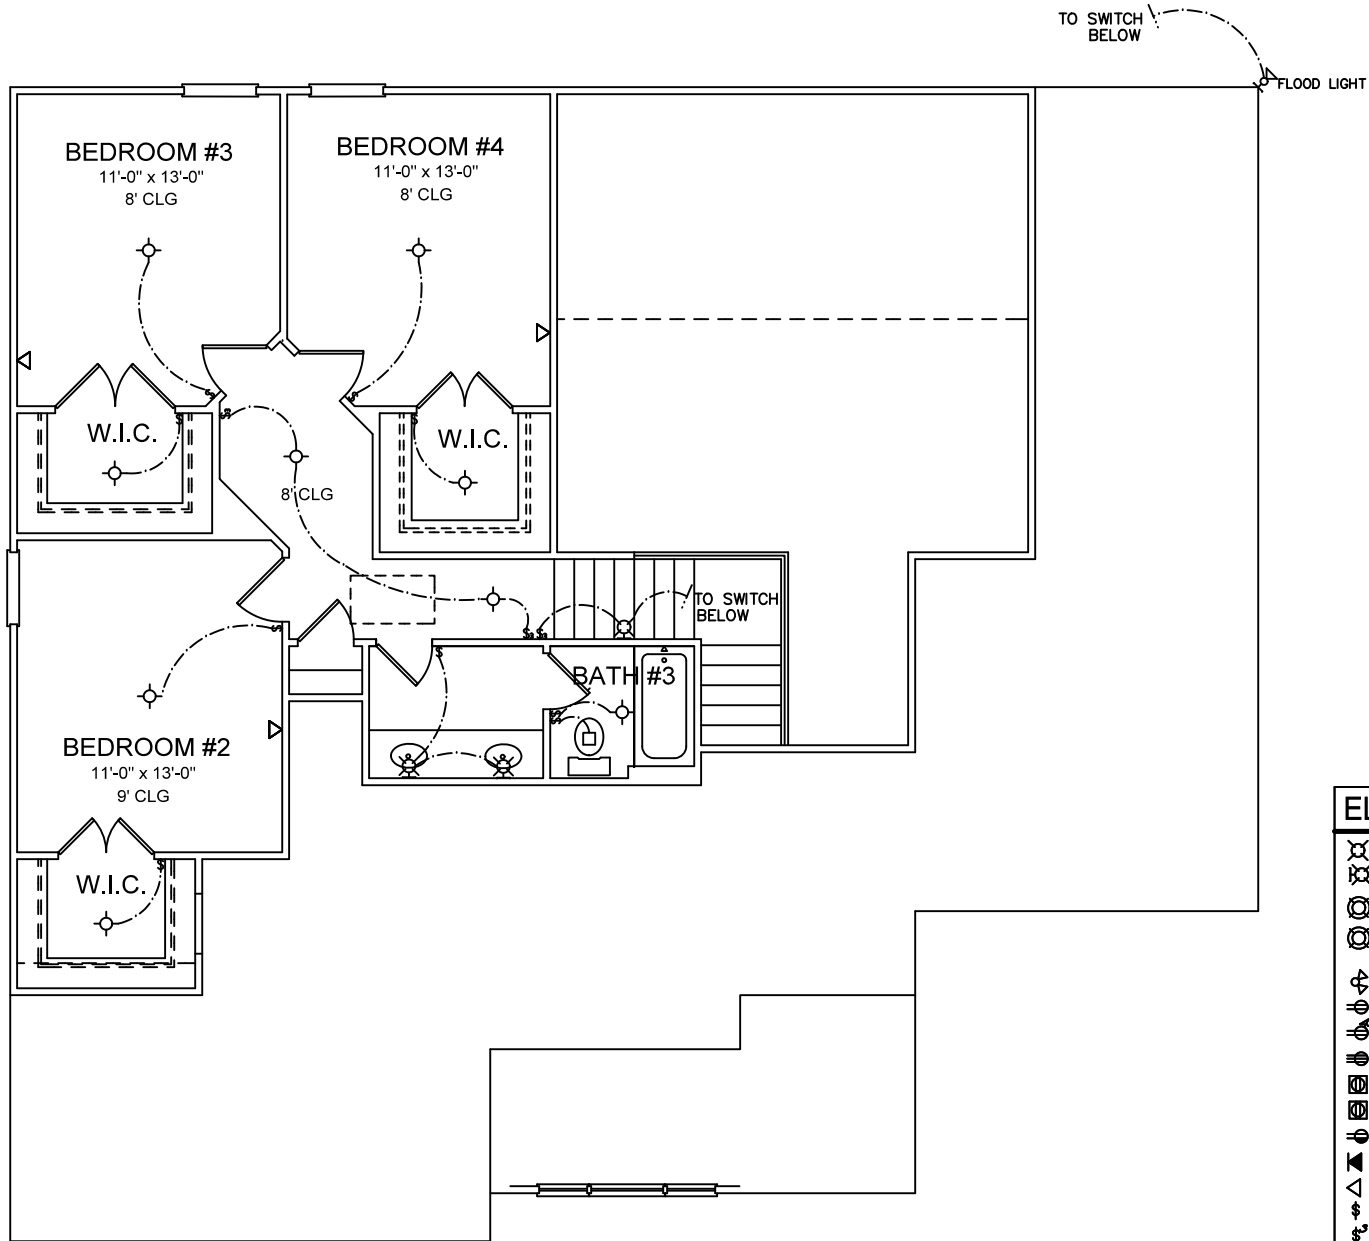 TO SWITCH
BELOW
FLOOD LIGHT
BEDROOM #3
11'-0" x 13'-0"
8' CLG
BEDROOM #4
11'-0" x 13'-0"
8' CLG
W.I.C.
W.I.C.
8' CLG
TO SWITCH
BELOW
BATH #3
BEDROOM #2
11'-0" x 13'-0"
9' CLG
W.I.C.